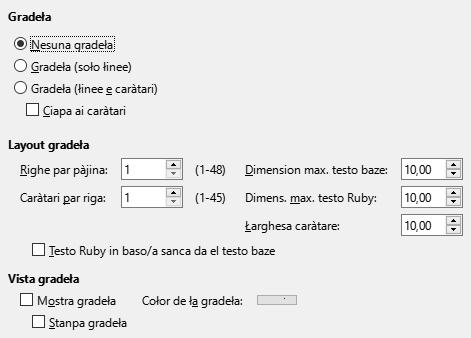 Gradeła
Nesuna gradeła
Gradeła (soło łinee)
Gradeła (łinee e caràtari)
Ciapa ai caràtari
Layout gradeła
Righe par pàjina: 1 (1-48) Dimension max. testo baze: 10,00
Caràtari par riga: 1 (1-45) Dimens. max. testo Ruby: 10,00
Łarghesa caràtare: 10,00
Testo Ruby in baso/a sanca da el testo baze
Vista gradeła
Mostra gradeła Cołor de ła gradeła:
Stanpa gradeła